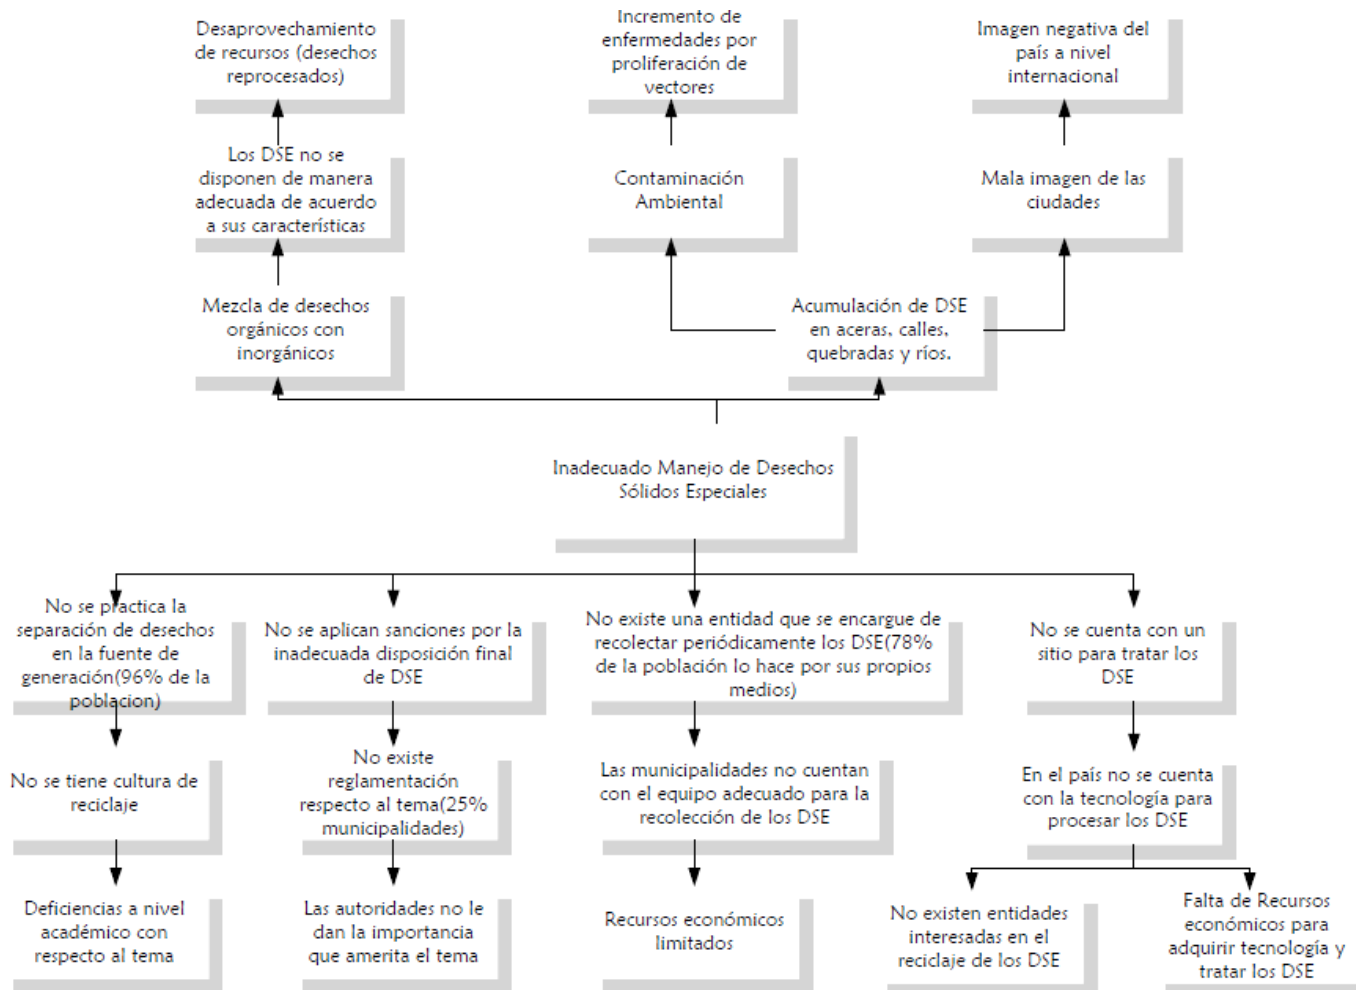 Desaprovechamiento
de recursos (desechos
reprocesados)
Incremento de
enfermedades por
proliferación de
vectores
Imagen negativa del
país a nivel
internacional
Los DSE no se
disponen de manera
adecuada de acuerdo
a sus características
Contaminación
Ambiental
Mala imagen de las
ciudades
Mezcla de desechos
orgánicos con
inorgánicos
Acumulación de DSE
en aceras, calles,
quebradas y ríos.
Inadecuado Manejo de Desechos
Sólidos Especiales
No se practica la
separación de desechos
en la fuente de
generación(96% de la
poblacion)
No se aplican sanciones por la
inadecuada disposición final
de DSE
No existe una entidad que se encargue de
recolectar periódicamente los DSE(78%
de la población lo hace por sus propios
medios)
No se cuenta con un
sitio para tratar los
DSE
No se tiene cultura de
reciclaje
No existe
reglamentación
respecto al tema(25%
municipalidades)
Las municipalidades no cuentan
con el equipo adecuado para la
recolección de los DSE
En el país no se cuenta
con la tecnología para
procesar los DSE
Deficiencias a nivel
académico con
respecto al tema
Las autoridades no le
dan la importancia
que amerita el tema
Recursos económicos
limitados
No existen entidades
interesadas en el
reciclaje de los DSE
Falta de Recursos
económicos para
adquirir tecnología y
tratar los DSE